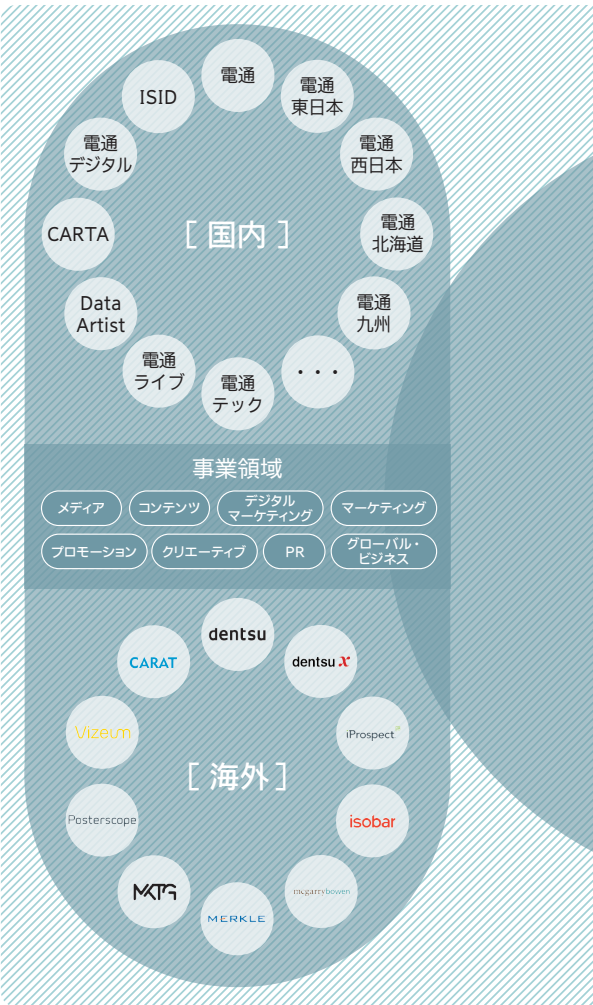 電通
電通
東日本
電通
西日本
電通
北海道
電通
九州
・・・
電通
テック
電通
ライブ
Data
Artist
CARTA
電通
デジタル
ISID
[ 国内 ]
事業領域
メディア
コンテンツ
デジタル
マーケティング
マーケティング
プロモーション
クリエーティブ
PR
グローバル・
ビジネス
dentsu
dentsu X
iProspect
isobar
mcgarrybowen
MERKLE
MKTG
Posterscope
Vizeum
CARAT
[ 海外 ]